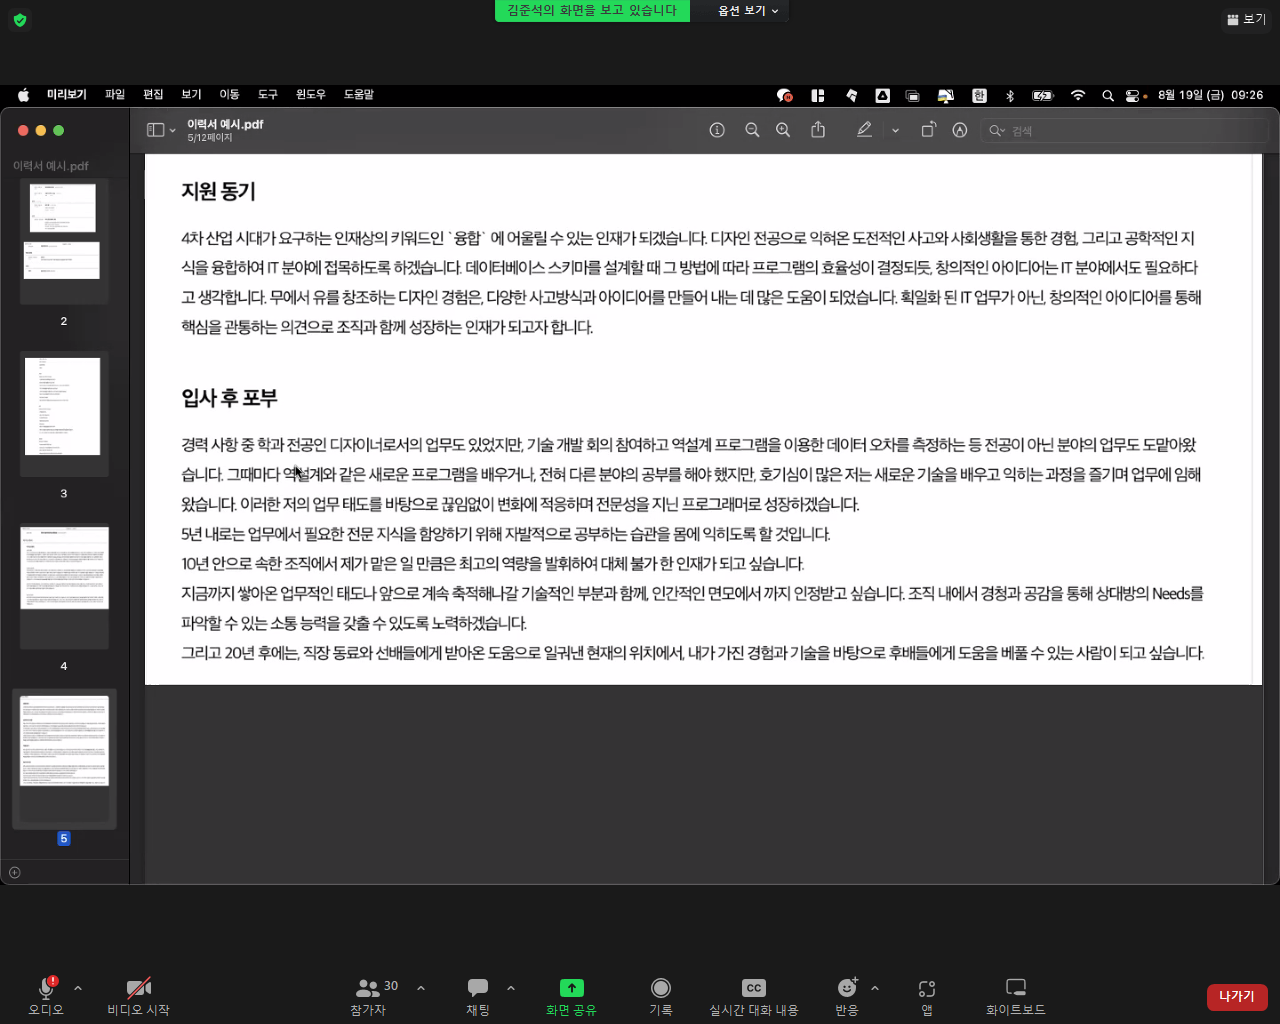 김준석의 화면을 보고 있습니다
옵션 보기
보기
미리보기 파일 편집 보기 이동 도구 윈도우 도움말
한
8월 19일 (금) 09:26
이력서 예시.pdf
5/12페이지
검색
이력서 예시.pdf
2
3
4
5
지원 동기
4차 산업 시대가 요구하는 인재상의 키워드인 `융합` 에 어울릴 수 있는 인재가 되겠습니다. 디자인 전공으로 익혀온 도전적인 사고와 사회생활을 통한 경험, 그리고 공학적인 지
식을 융합하여 IT 분야에 접목하도록 하겠습니다. 데이터베이스 스키마를 설계할 때 그 방법에 따라 프로그램의 효율성이 결정되듯, 창의적인 아이디어는 IT 분야에서도 필요하다
고 생각합니다. 무에서 유를 창조하는 디자인 경험은, 다양한 사고방식과 아이디어를 만들어 내는 데 많은 도움이 되었습니다. 획일화 된 IT 업무가 아닌, 창의적인 아이디어를 통해
핵심을 관통하는 의견으로 조직과 함께 성장하는 인재가 되고자 합니다.
입사 후 포부
경력 사항 중 학과 전공인 디자이너로서의 업무도 있었지만, 기술 개발 회의 참여하고 역설계 프로그램을 이용한 데이터 오차를 측정하는 등 전공이 아닌 분야의 업무도 도맡아왔
습니다. 그때마다 역설계와 같은 새로운 프로그램을 배우거나, 전혀 다른 분야의 공부를 해야 했지만, 호기심이 많은 저는 새로운 기술을 배우고 익히는 과정을 즐기며 업무에 임해
왔습니다. 이러한 저의 업무 태도를 바탕으로 끊임없이 변화에 적응하며 전문성을 지닌 프로그래머로 성장하겠습니다.
5년 내로는 업무에서 필요한 전문 지식을 함양하기 위해 자발적으로 공부하는 습관을 몸에 익히도록 할 것입니다.
10년 안으로 속한 조직에서 제가 맡은 일 만큼은 최고의 역량을 발휘하여 대체 불가 한 인재가 되고 싶습니다.
지금까지 쌓아온 업무적인 태도나 앞으로 계속 축적해나갈 기술적인 부분과 함께, 인간적인 면모에서 까지 인정받고 싶습니다. 조직 내에서 경청과 공감을 통해 상대방의 Needs를
파악할 수 있는 소통 능력을 갖출 수 있도록 노력하겠습니다.
그리고 20년 후에는, 직장 동료와 선배들에게 받아온 도움으로 일궈낸 현재의 위치에서, 내가 가진 경험과 기술을 바탕으로 후배들에게 도움을 베풀 수 있는 사람이 되고 싶습니다.
오디오
비디오 시작
30
참가자
채팅
화면 공유
기록
CC
실시간 대화 내용
반응
앱
화이트보드
나가기